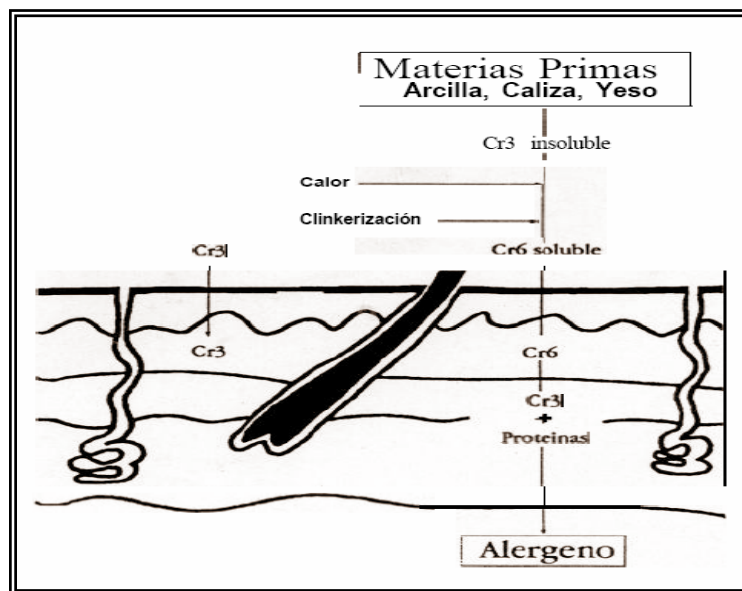 Materias Primas
Arcilla, Caliza, Yeso
Cr3 insoluble
Calor
Clinkerización
Cr3
Cr6 soluble
Cr3
Cr6
Cr3
+
Proteinas
Alergeno